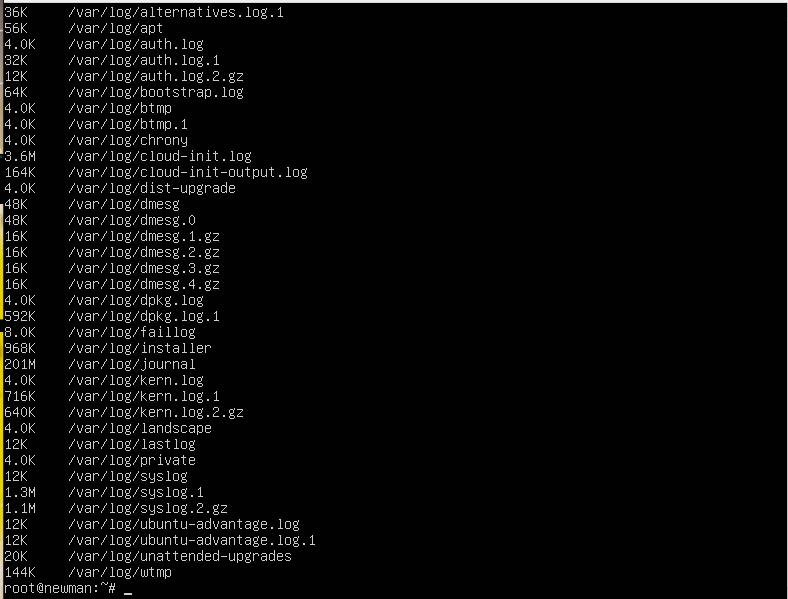 36K /var/log/alternatives.log.1
56K /var/log/apt
4.0K /var/log/auth.log
32K /var/log/auth.log.1
12K /var/log/auth.log.2.gz
64K /var/log/bootstrap.log
4.0K /var/log/btmp
4.0K /var/log/btmp.1
4.0K /var/log/chrony
3.6M /var/log/cloud-init.log
164K /var/log/cloud-init-output.log
4.0K /var/log/dist-upgrade
48K /var/log/dmesg
48K /var/log/dmesg.0
16K /var/log/dmesg.1.gz
16K /var/log/dmesg.2.gz
16K /var/log/dmesg.3.gz
16K /var/log/dmesg.4.gz
4.0K /var/log/dpkg.log
592K /var/log/dpkg.log.1
8.0K /var/log/faillog
968K /var/log/installer
201M /var/log/journal
4.0K /var/log/kern.log
716K /var/log/kern.log.1
640K /var/log/kern.log.2.gz
4.0K /var/log/landscape
12K /var/log/lastlog
4.0K /var/log/private
12K /var/log/syslog
1.3M /var/log/syslog.1
1.1M /var/log/syslog.2.gz
12K /var/log/ubuntu-advantage.log
12K /var/log/ubuntu-advantage.log.1
20K /var/log/unattended-upgrades
144K /var/log/wtmp
root@newman:~# _